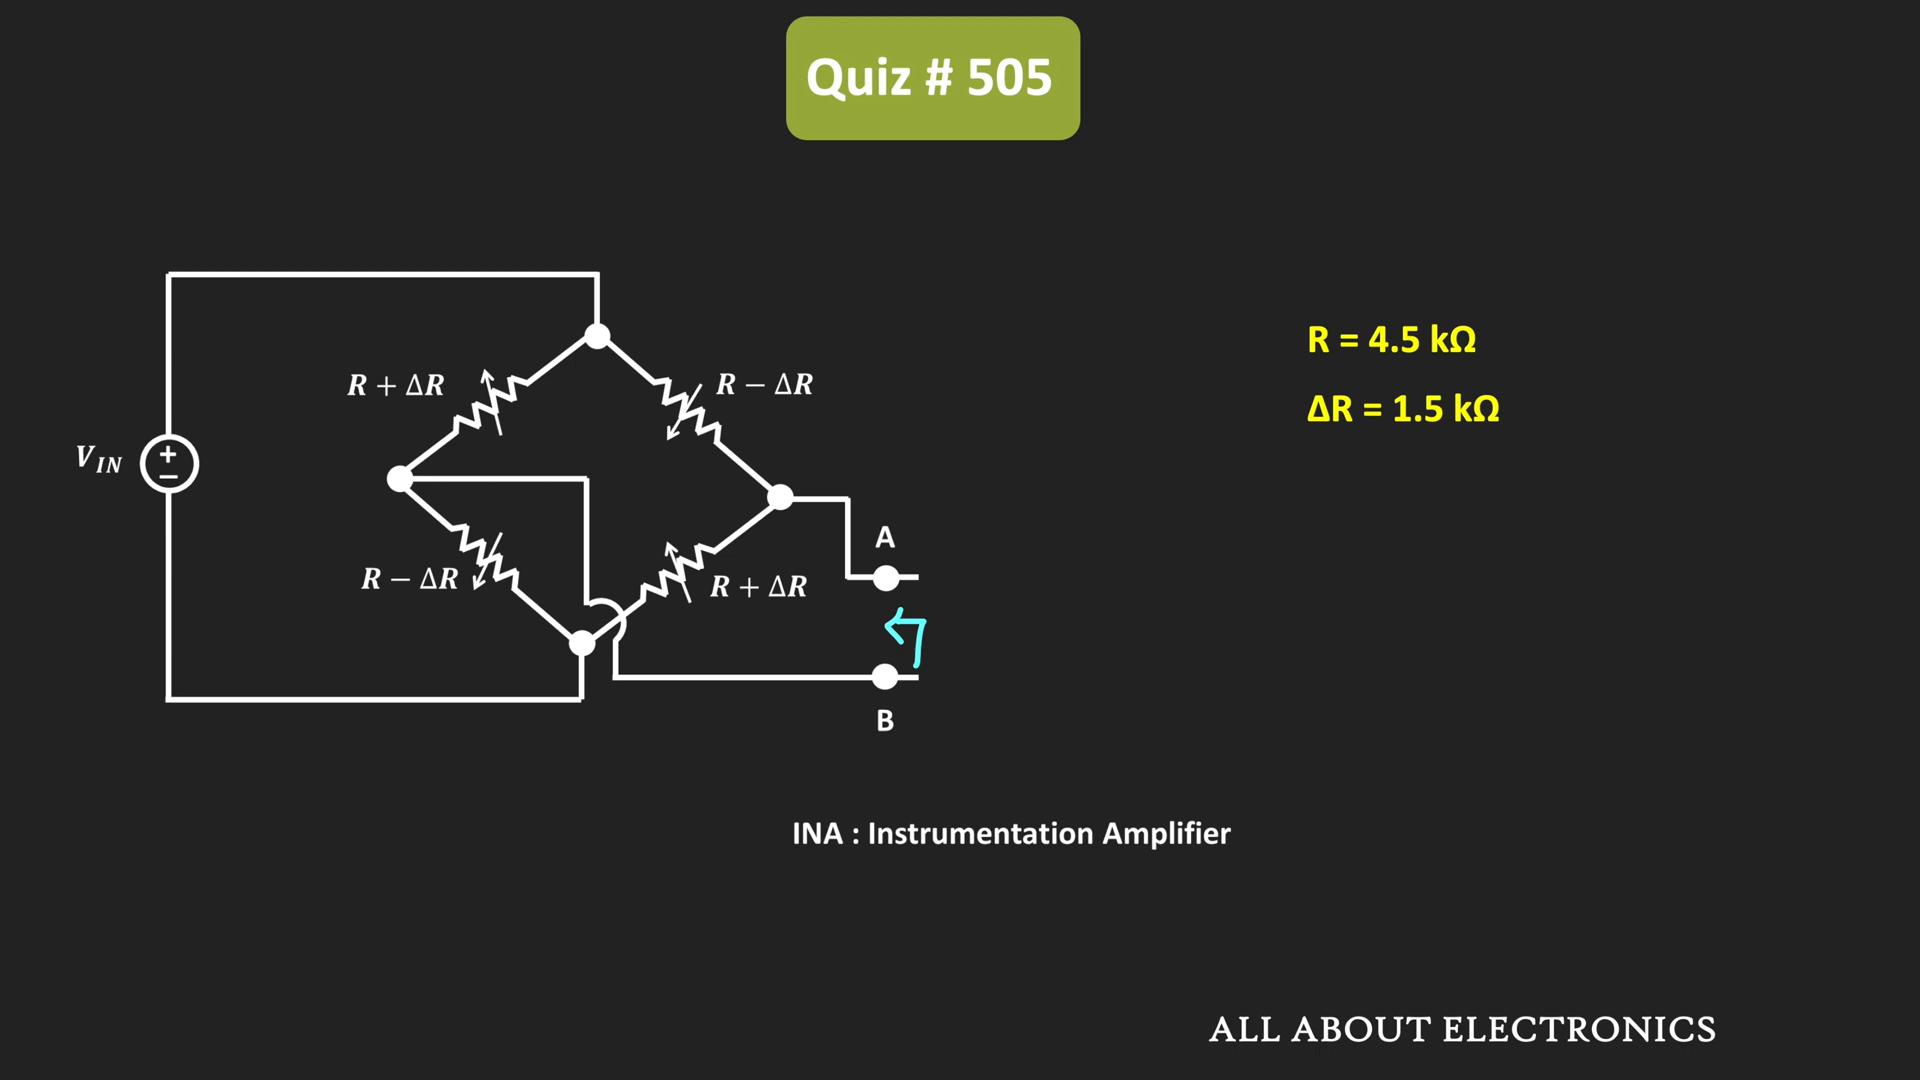 Quiz # 505
R + ΔR
R − ΔR
R = 4.5 kΩ
ΔR = 1.5 kΩ
V_IN
+
−
A
R − ΔR
R + ΔR
B
INA : Instrumentation Amplifier
ALL ABOUT ELECTRONICS